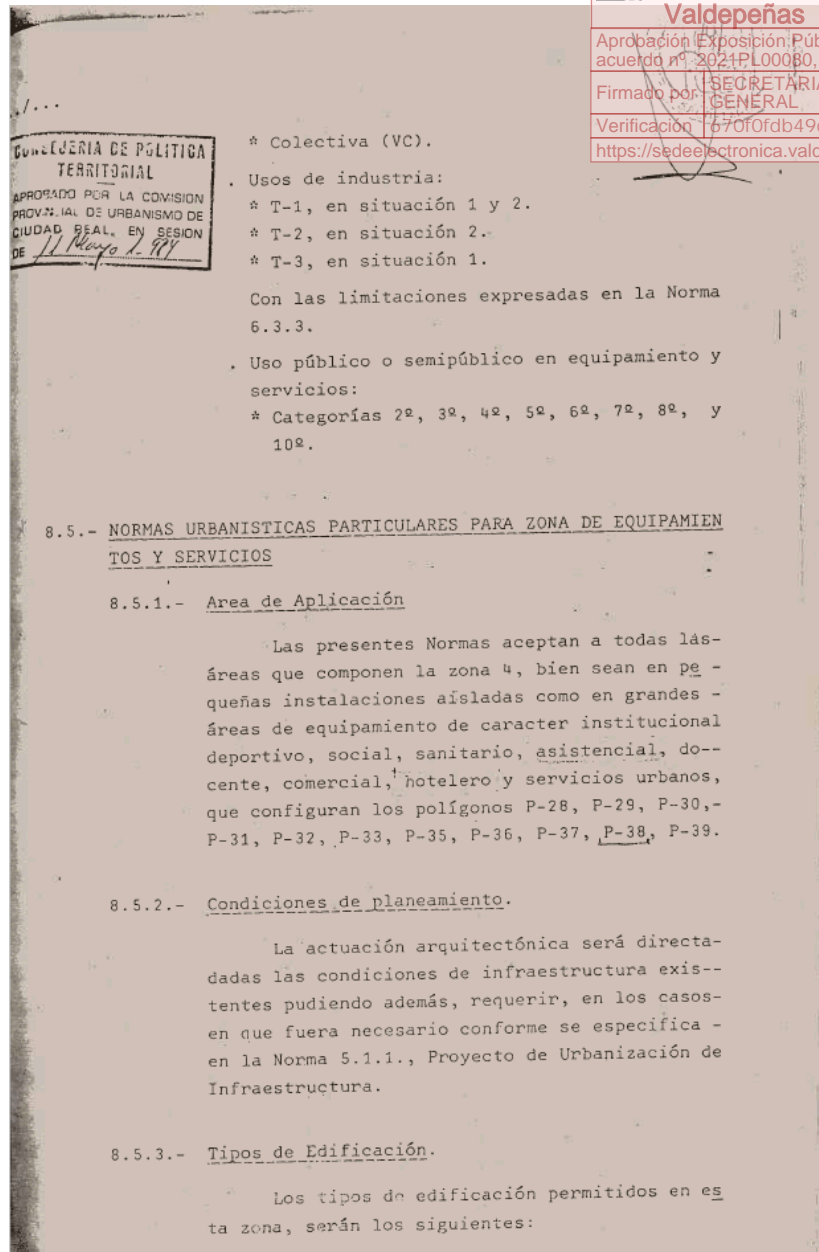 Valdepeñas
Aprobación Exposición Púb
acuerdo nº 2021PL00080,
Firmado por SECRETARIA
GENERAL
Verificación 670f0fdb49
https://sedeelectronica.vald
../...
CONSEJERIA DE POLITICA
TERRITORIAL
APROBADO POR LA COMISION
PROVINCIAL DE URBANISMO DE
CIUDAD REAL, EN SESION
DE 11 Mayo 1.984
* Colectiva (VC).
. Usos de industria:
* T-1, en situación 1 y 2.
* T-2, en situación 2.
* T-3, en situación 1.
Con las limitaciones expresadas en la Norma
6.3.3.
. Uso público o semipúblico en equipamiento y
servicios:
* Categorías 2º, 3º, 4º, 5º, 6º, 7º, 8º, y
10º.
8.5.- NORMAS URBANISTICAS PARTICULARES PARA ZONA DE EQUIPAMIEN
TOS Y SERVICIOS
8.5.1.- Area de Aplicación
Las presentes Normas aceptan a todas las-
áreas que componen la zona 4, bien sean en pe -
queñas instalaciones aisladas como en grandes -
áreas de equipamiento de caracter institucional
deportivo, social, sanitario, asistencial, do--
cente, comercial, hotelero y servicios urbanos,
que configuran los polígonos P-28, P-29, P-30,-
P-31, P-32, P-33, P-35, P-36, P-37, P-38, P-39.
8.5.2.- Condiciones de planeamiento.
La actuación arquitectónica será directa-
dadas las condiciones de infraestructura exis--
tentes pudiendo además, requerir, en los casos-
en que fuera necesario conforme se especifica -
en la Norma 5.1.1., Proyecto de Urbanización de
Infraestructura.
8.5.3.- Tipos de Edificación.
Los tipos de edificación permitidos en es
ta zona, serán los siguientes: